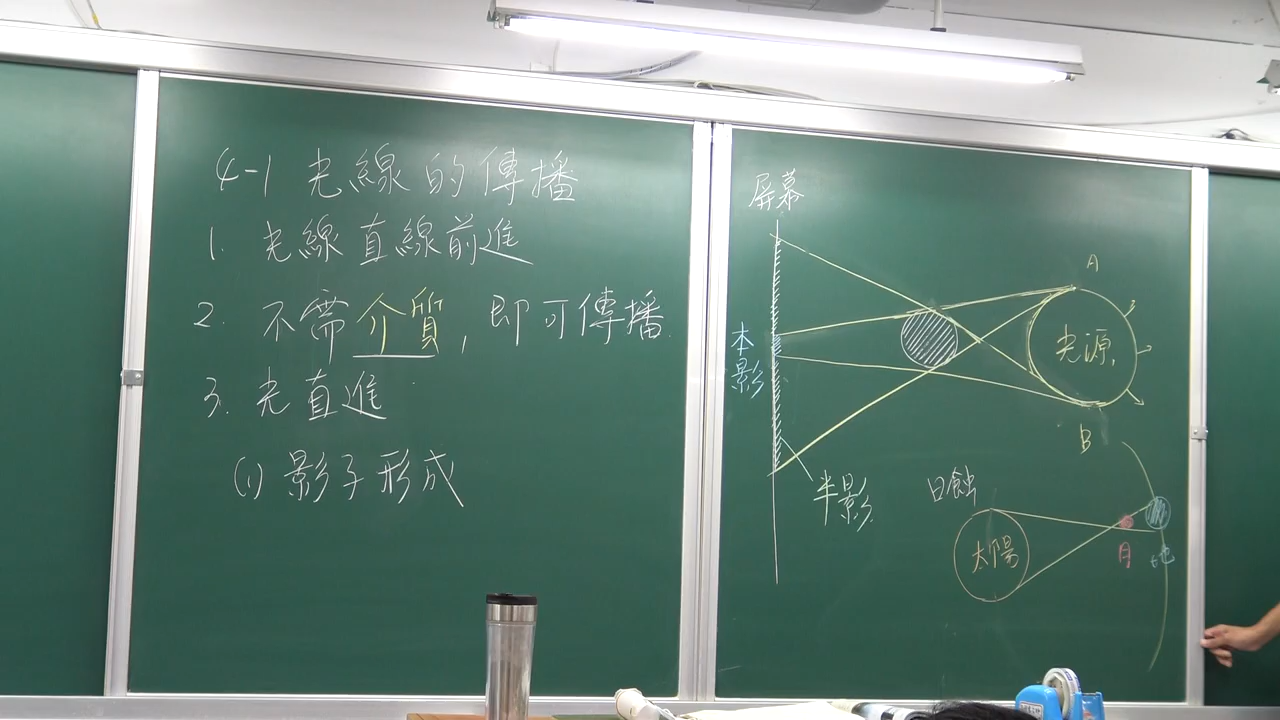 4-1 光線的傳播
1. 光線直線前進
2. 不需介質,即可傳播.
3. 光直進
(1) 影子形成
屏幕
A
光源
本影
B
半影
日蝕
太陽
月
地